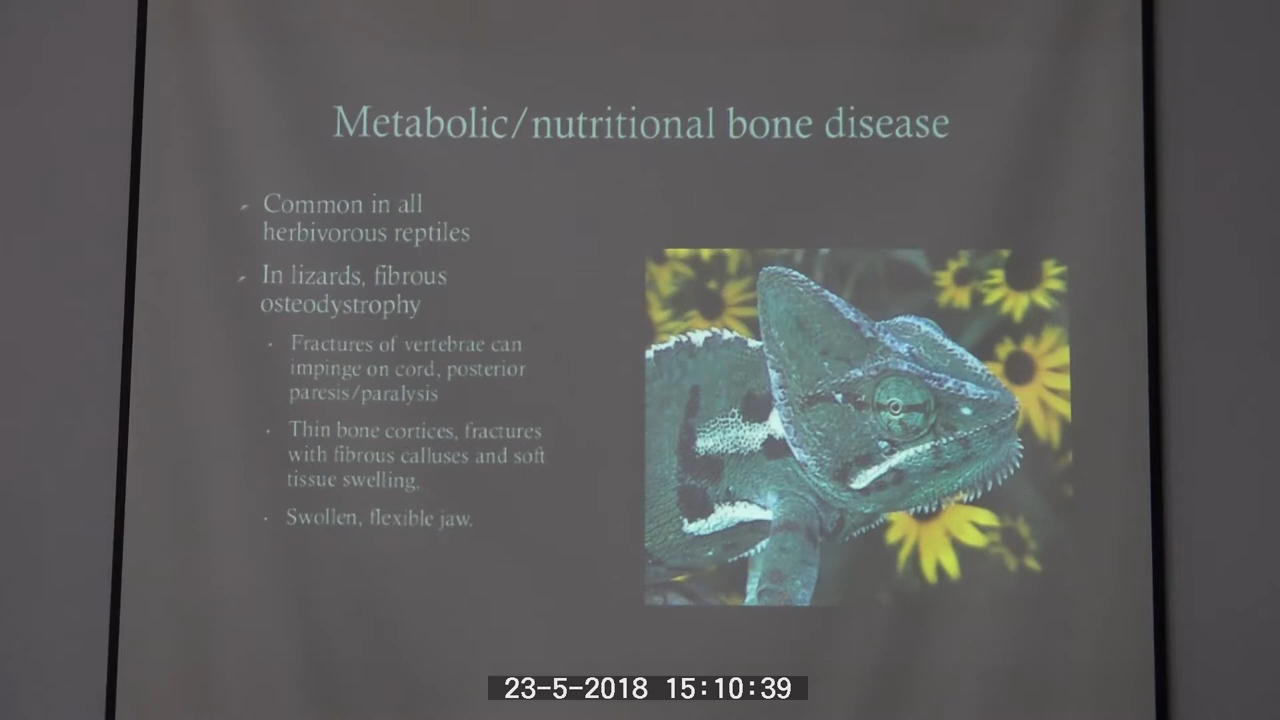 Metabolic/nutritional bone disease
Common in all
herbivorous reptiles
In lizards, fibrous
osteodystrophy
Fractures of vertebrae can
impinge on cord, posterior
paresis/paralysis
Thin bone cortices, fractures
with fibrous calluses and soft
tissue swelling.
Swollen, flexible jaw.
23-5-2018 15:10:39